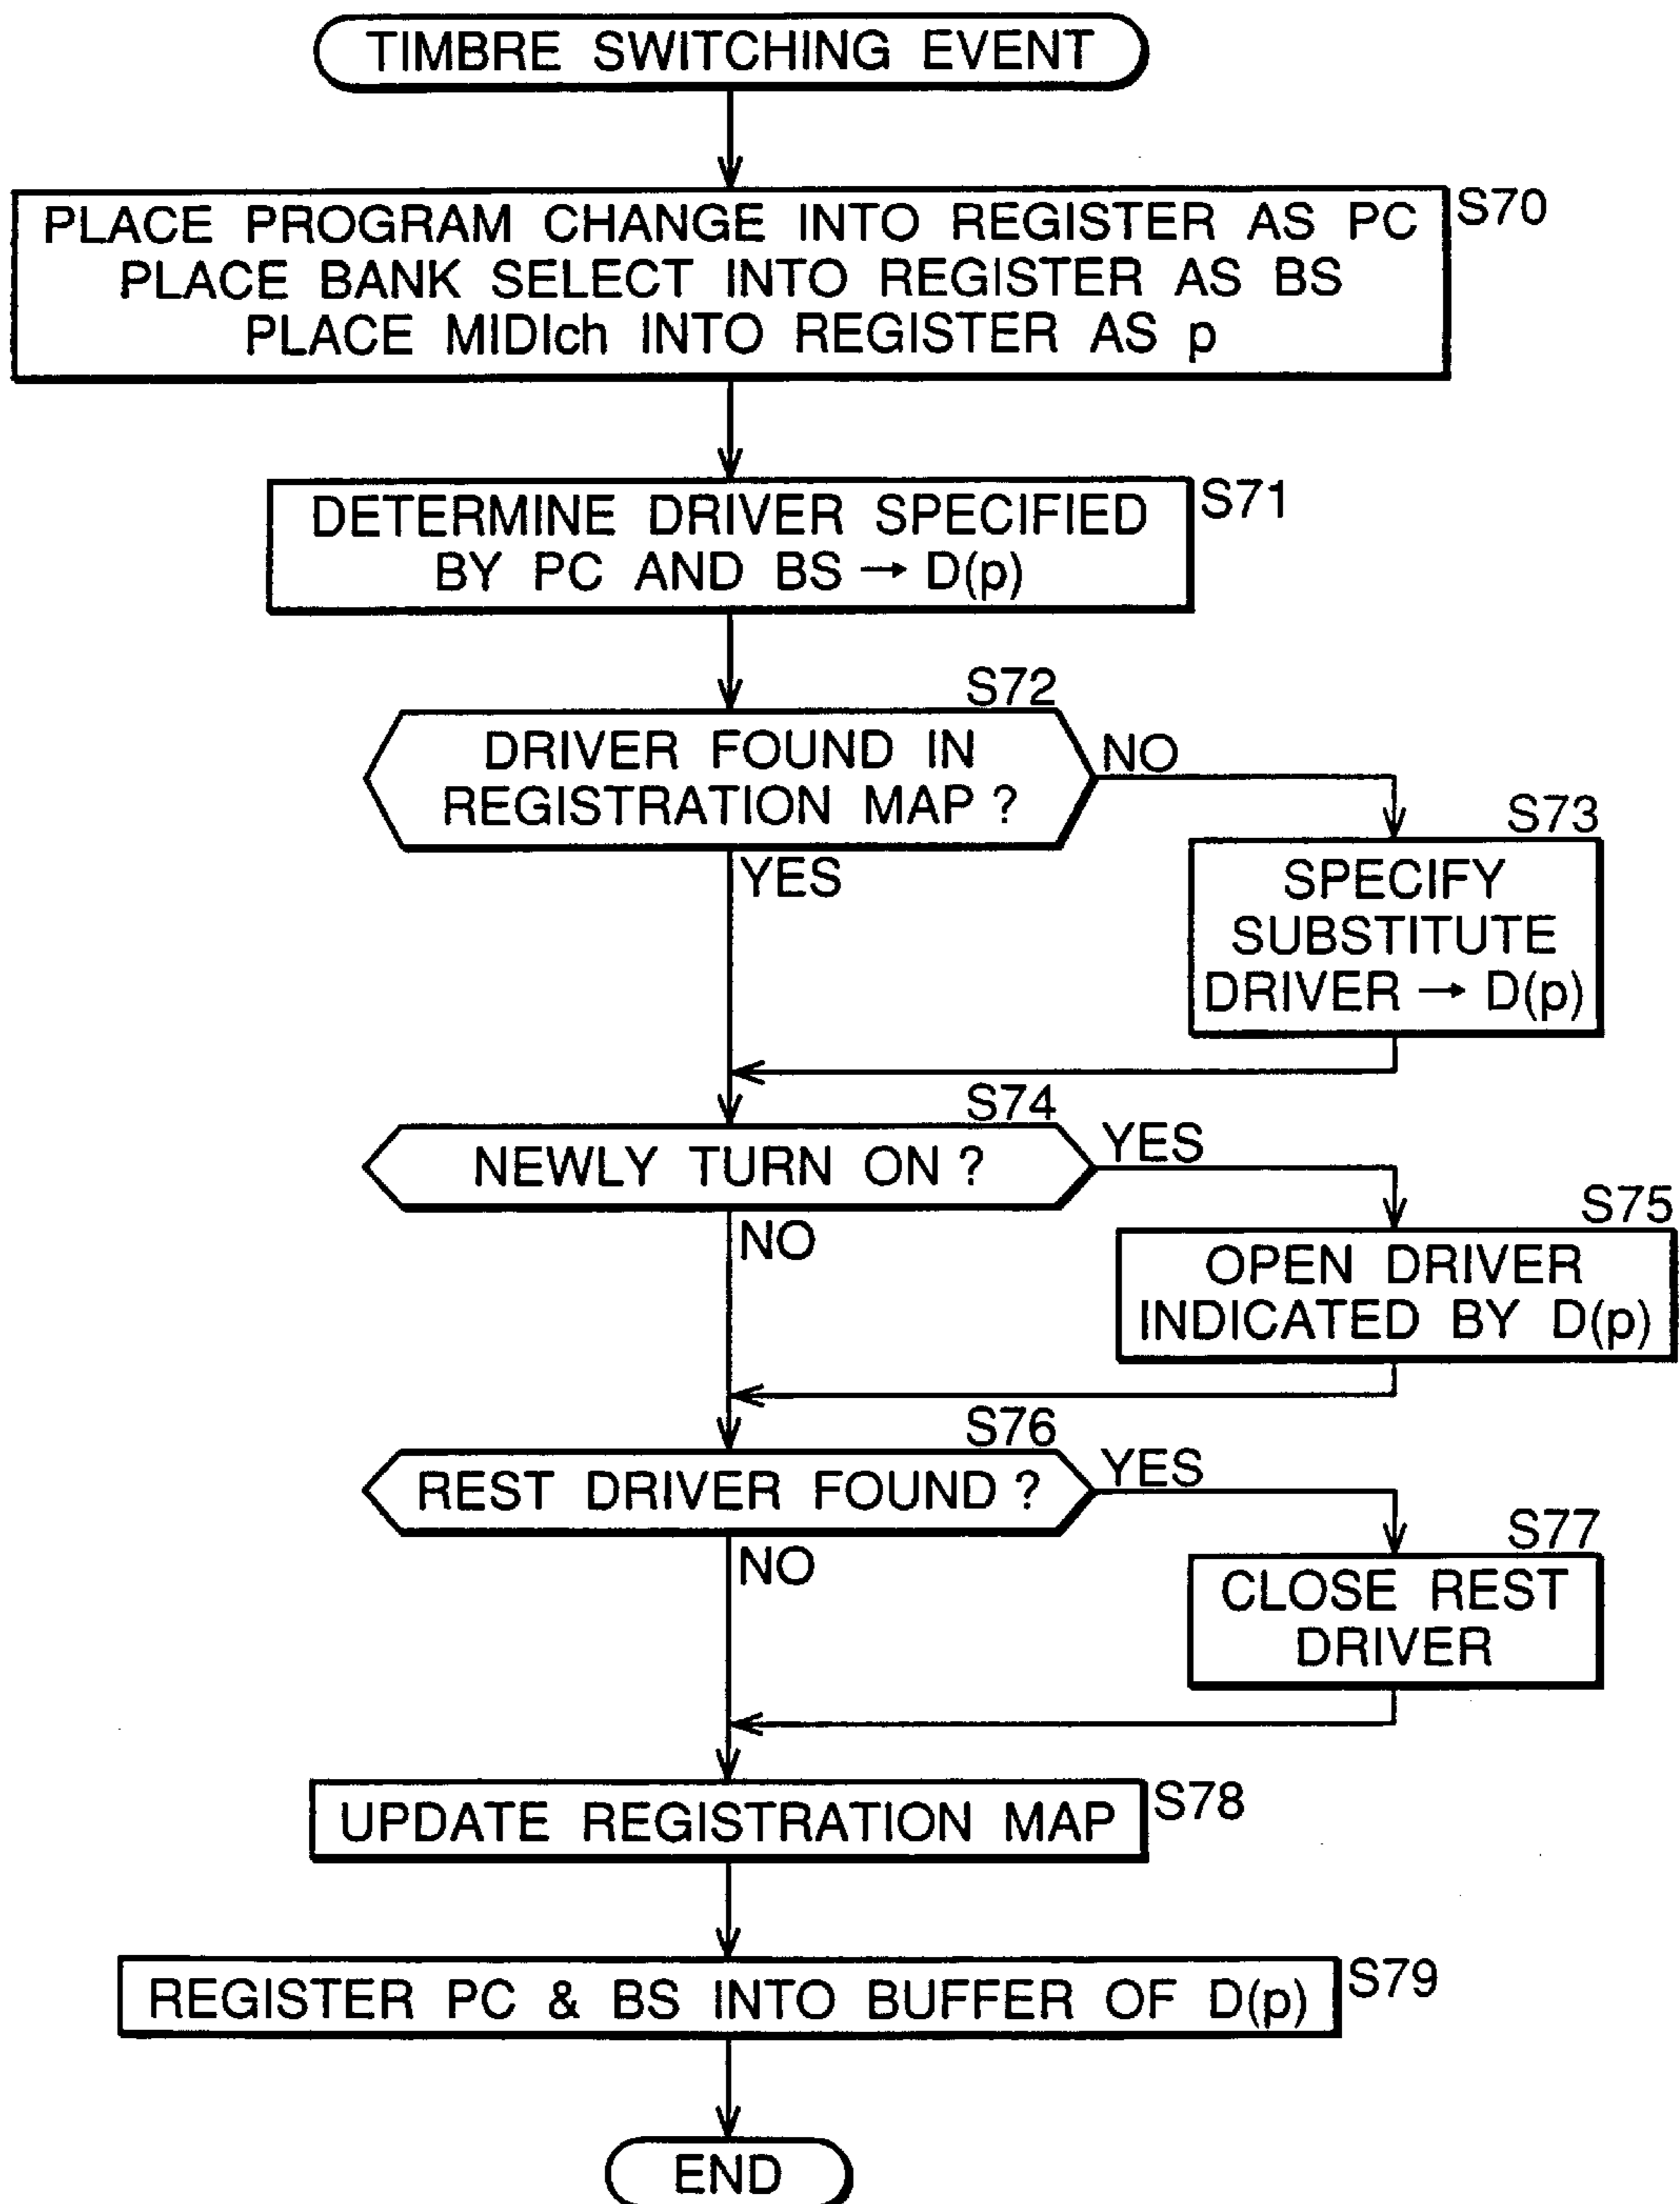 TIMBRE SWITCHING EVENT
S70
PLACE PROGRAM CHANGE INTO REGISTER AS PC
PLACE BANK SELECT INTO REGISTER AS BS
PLACE MIDIch INTO REGISTER AS p
S71
DETERMINE DRIVER SPECIFIED
BY PC AND BS → D(p)
S72
DRIVER FOUND IN
REGISTRATION MAP ?
NO
YES
S73
SPECIFY
SUBSTITUTE
DRIVER → D(p)
S74
NEWLY TURN ON ?
YES
NO
S75
OPEN DRIVER
INDICATED BY D(p)
S76
REST DRIVER FOUND ?
YES
NO
S77
CLOSE REST
DRIVER
UPDATE REGISTRATION MAP
S78
REGISTER PC & BS INTO BUFFER OF D(p)
S79
END